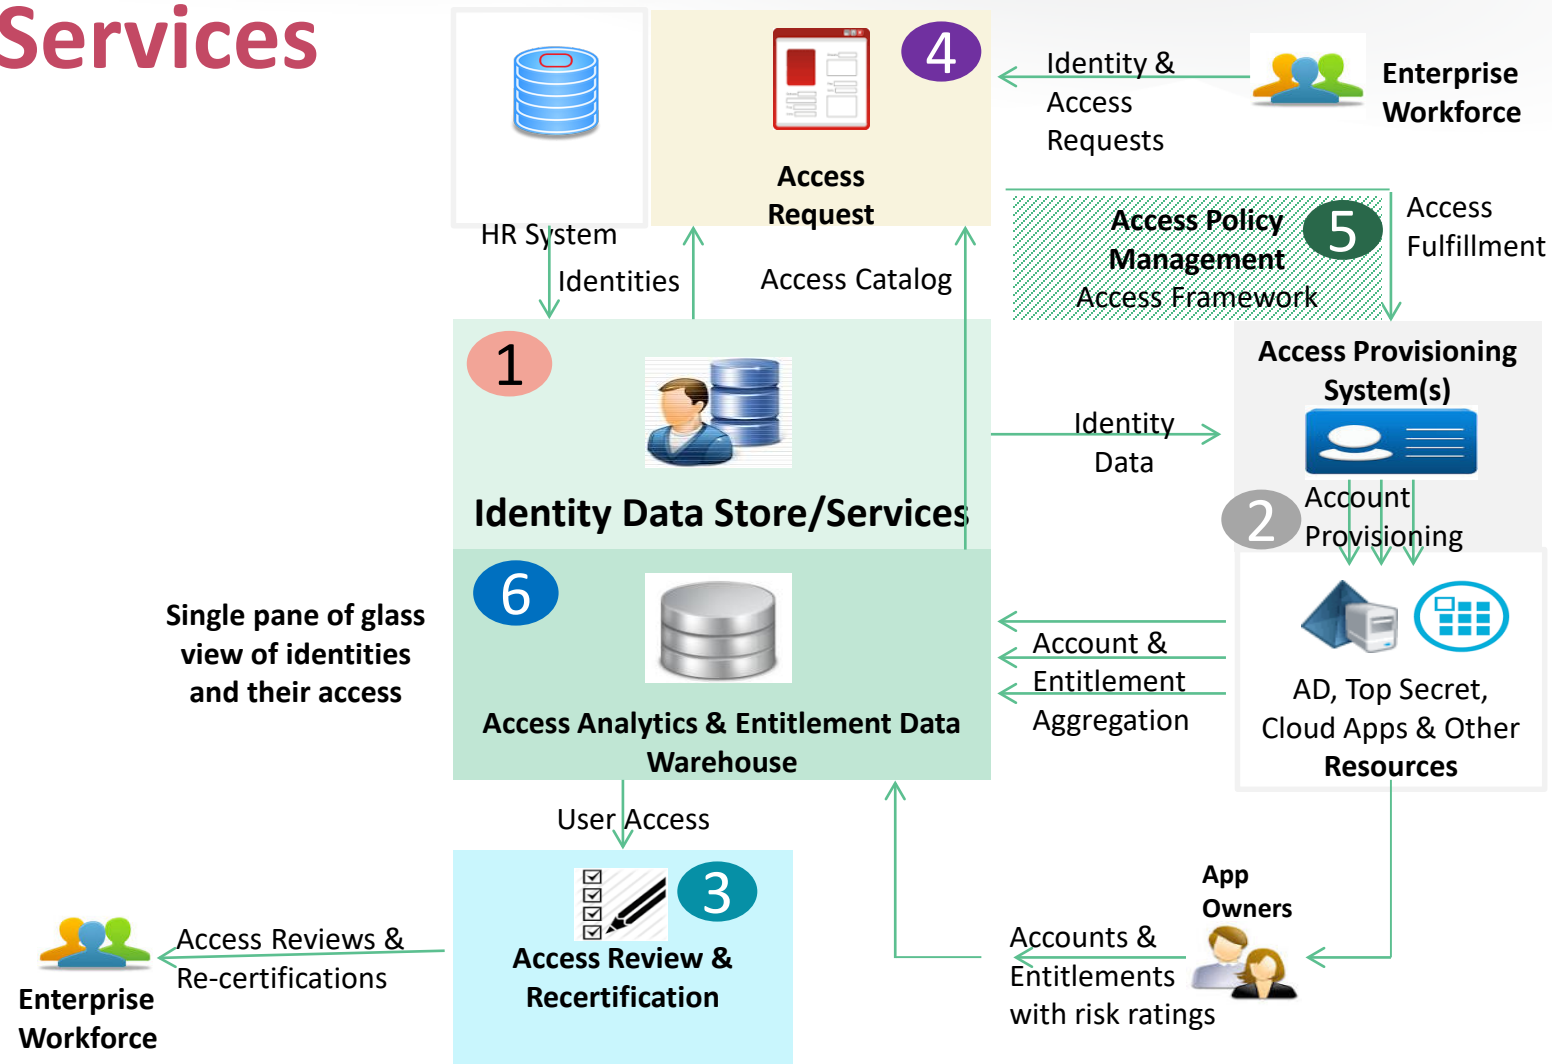 Services
4
Identity &
Access
Requests
Enterprise
Workforce
Access
Request
HR System
Identities
Access Catalog
Access Policy
Management
Access Framework
5
Access
Fulfillment
1
Identity Data Store/Services
Identity
Data
Access Provisioning
System(s)
2
Account
Provisioning
Single pane of glass
view of identities
and their access
6
Access Analytics & Entitlement Data
Warehouse
Account &
Entitlement
Aggregation
AD, Top Secret,
Cloud Apps & Other
Resources
User Access
3
Access Review &
Recertification
Access Reviews &
Re-certifications
Enterprise
Workforce
App
Owners
Accounts &
Entitlements
with risk ratings